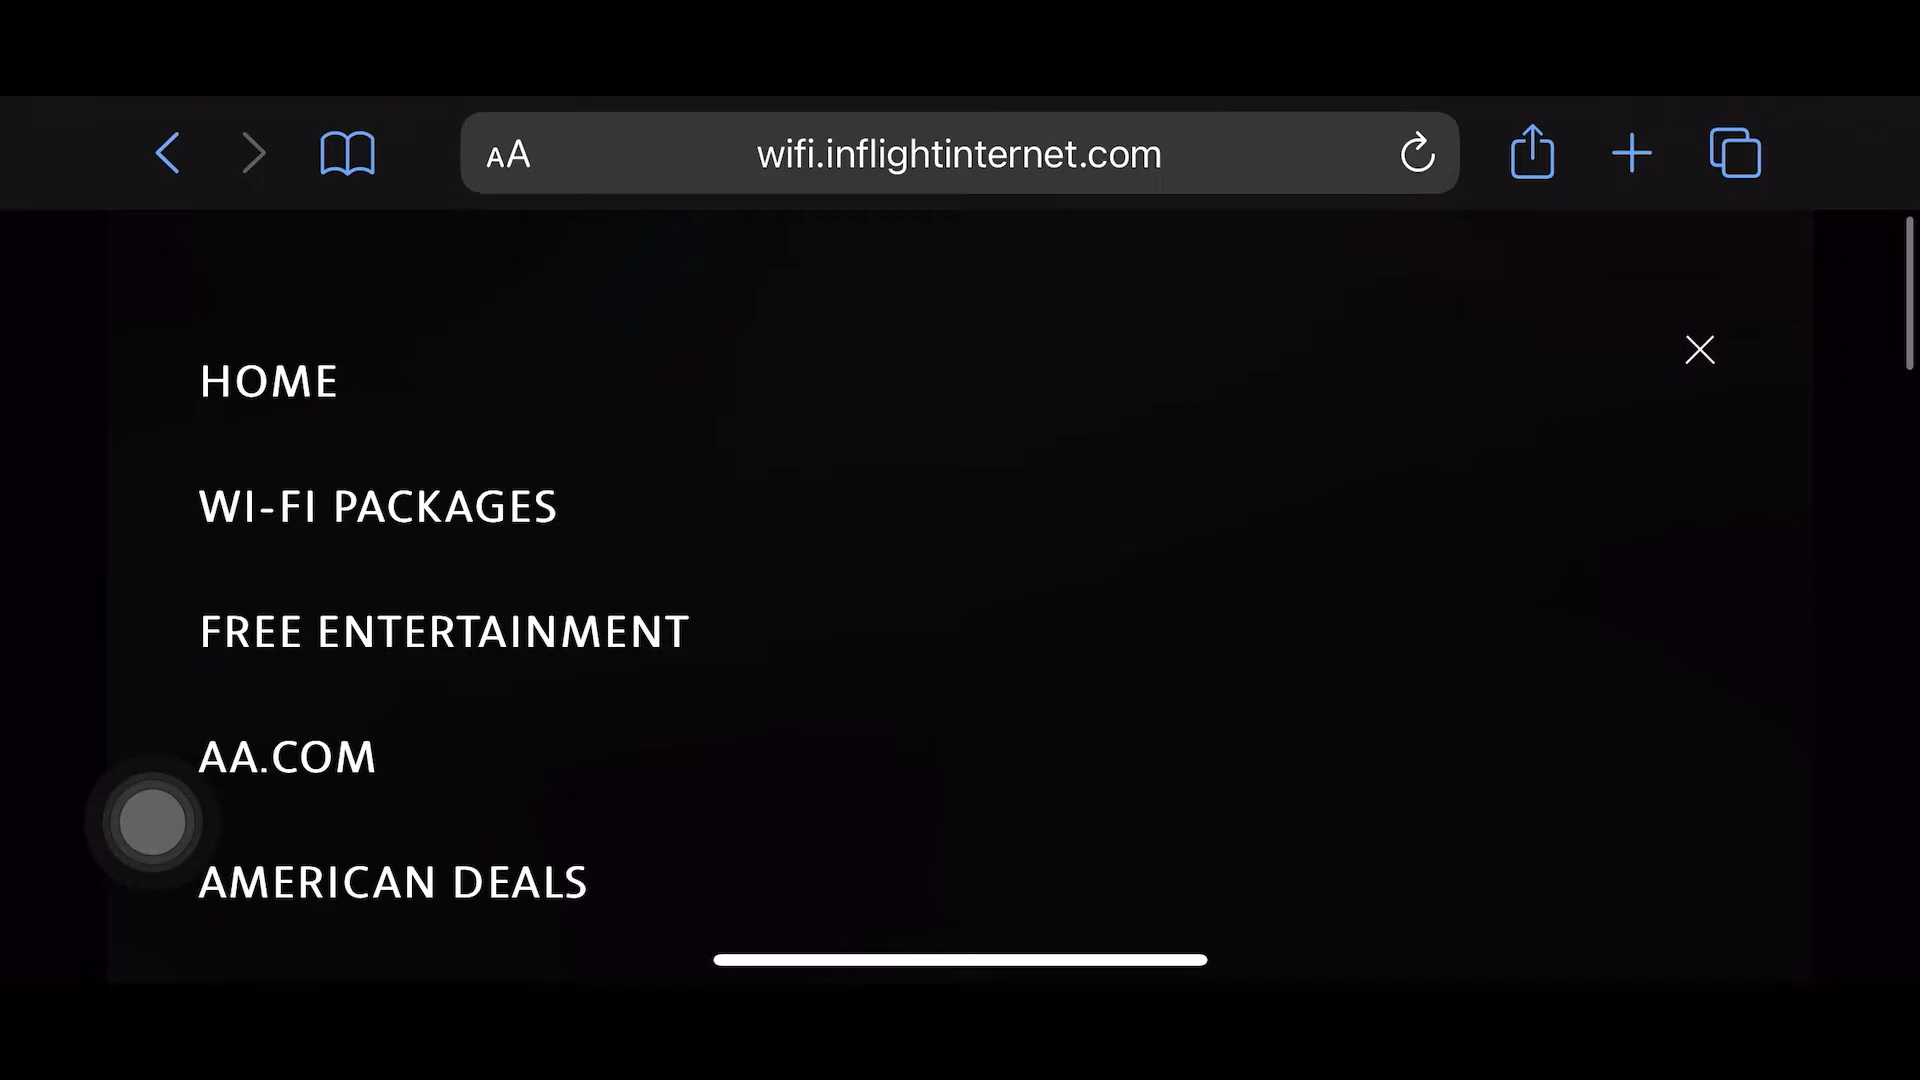 AA wifi.inflightinternet.com
HOME
WI-FI PACKAGES
FREE ENTERTAINMENT
AA.COM
AMERICAN DEALS